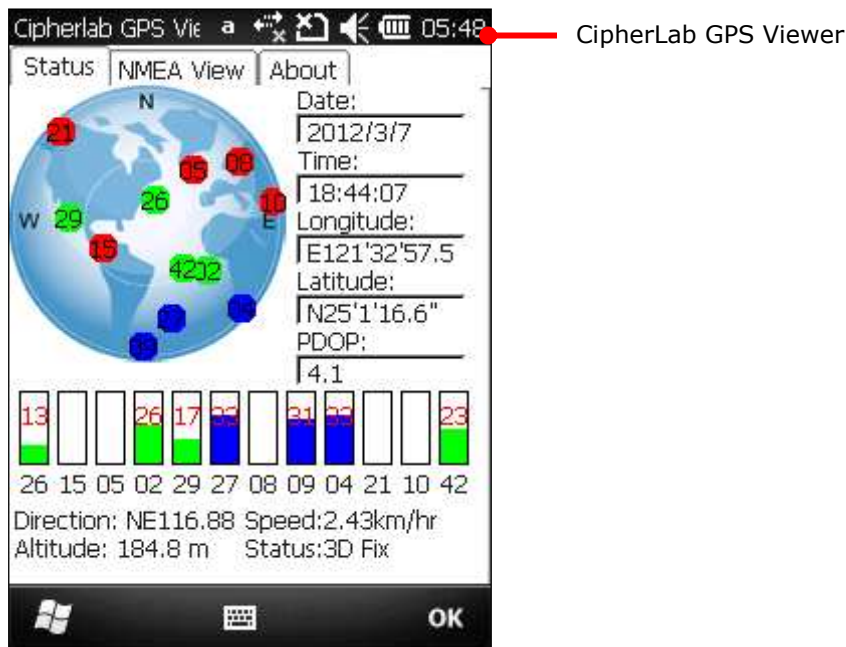 Cipherlab GPS Vie a 05:48
CipherLab GPS Viewer
Status NMEA View About
N
W
E
21
05
08
10
26
29
15
42 02
09
Date:
2012/3/7
Time:
18:44:07
Longitude:
E121'32'57.5
Latitude:
N25'1'16.6"
PDOP:
4.1
13 26 17 33 31 33 23
26 15 05 02 29 27 08 09 04 21 10 42
Direction: NE116.88 Speed:2.43km/hr
Altitude: 184.8 m Status:3D Fix
OK